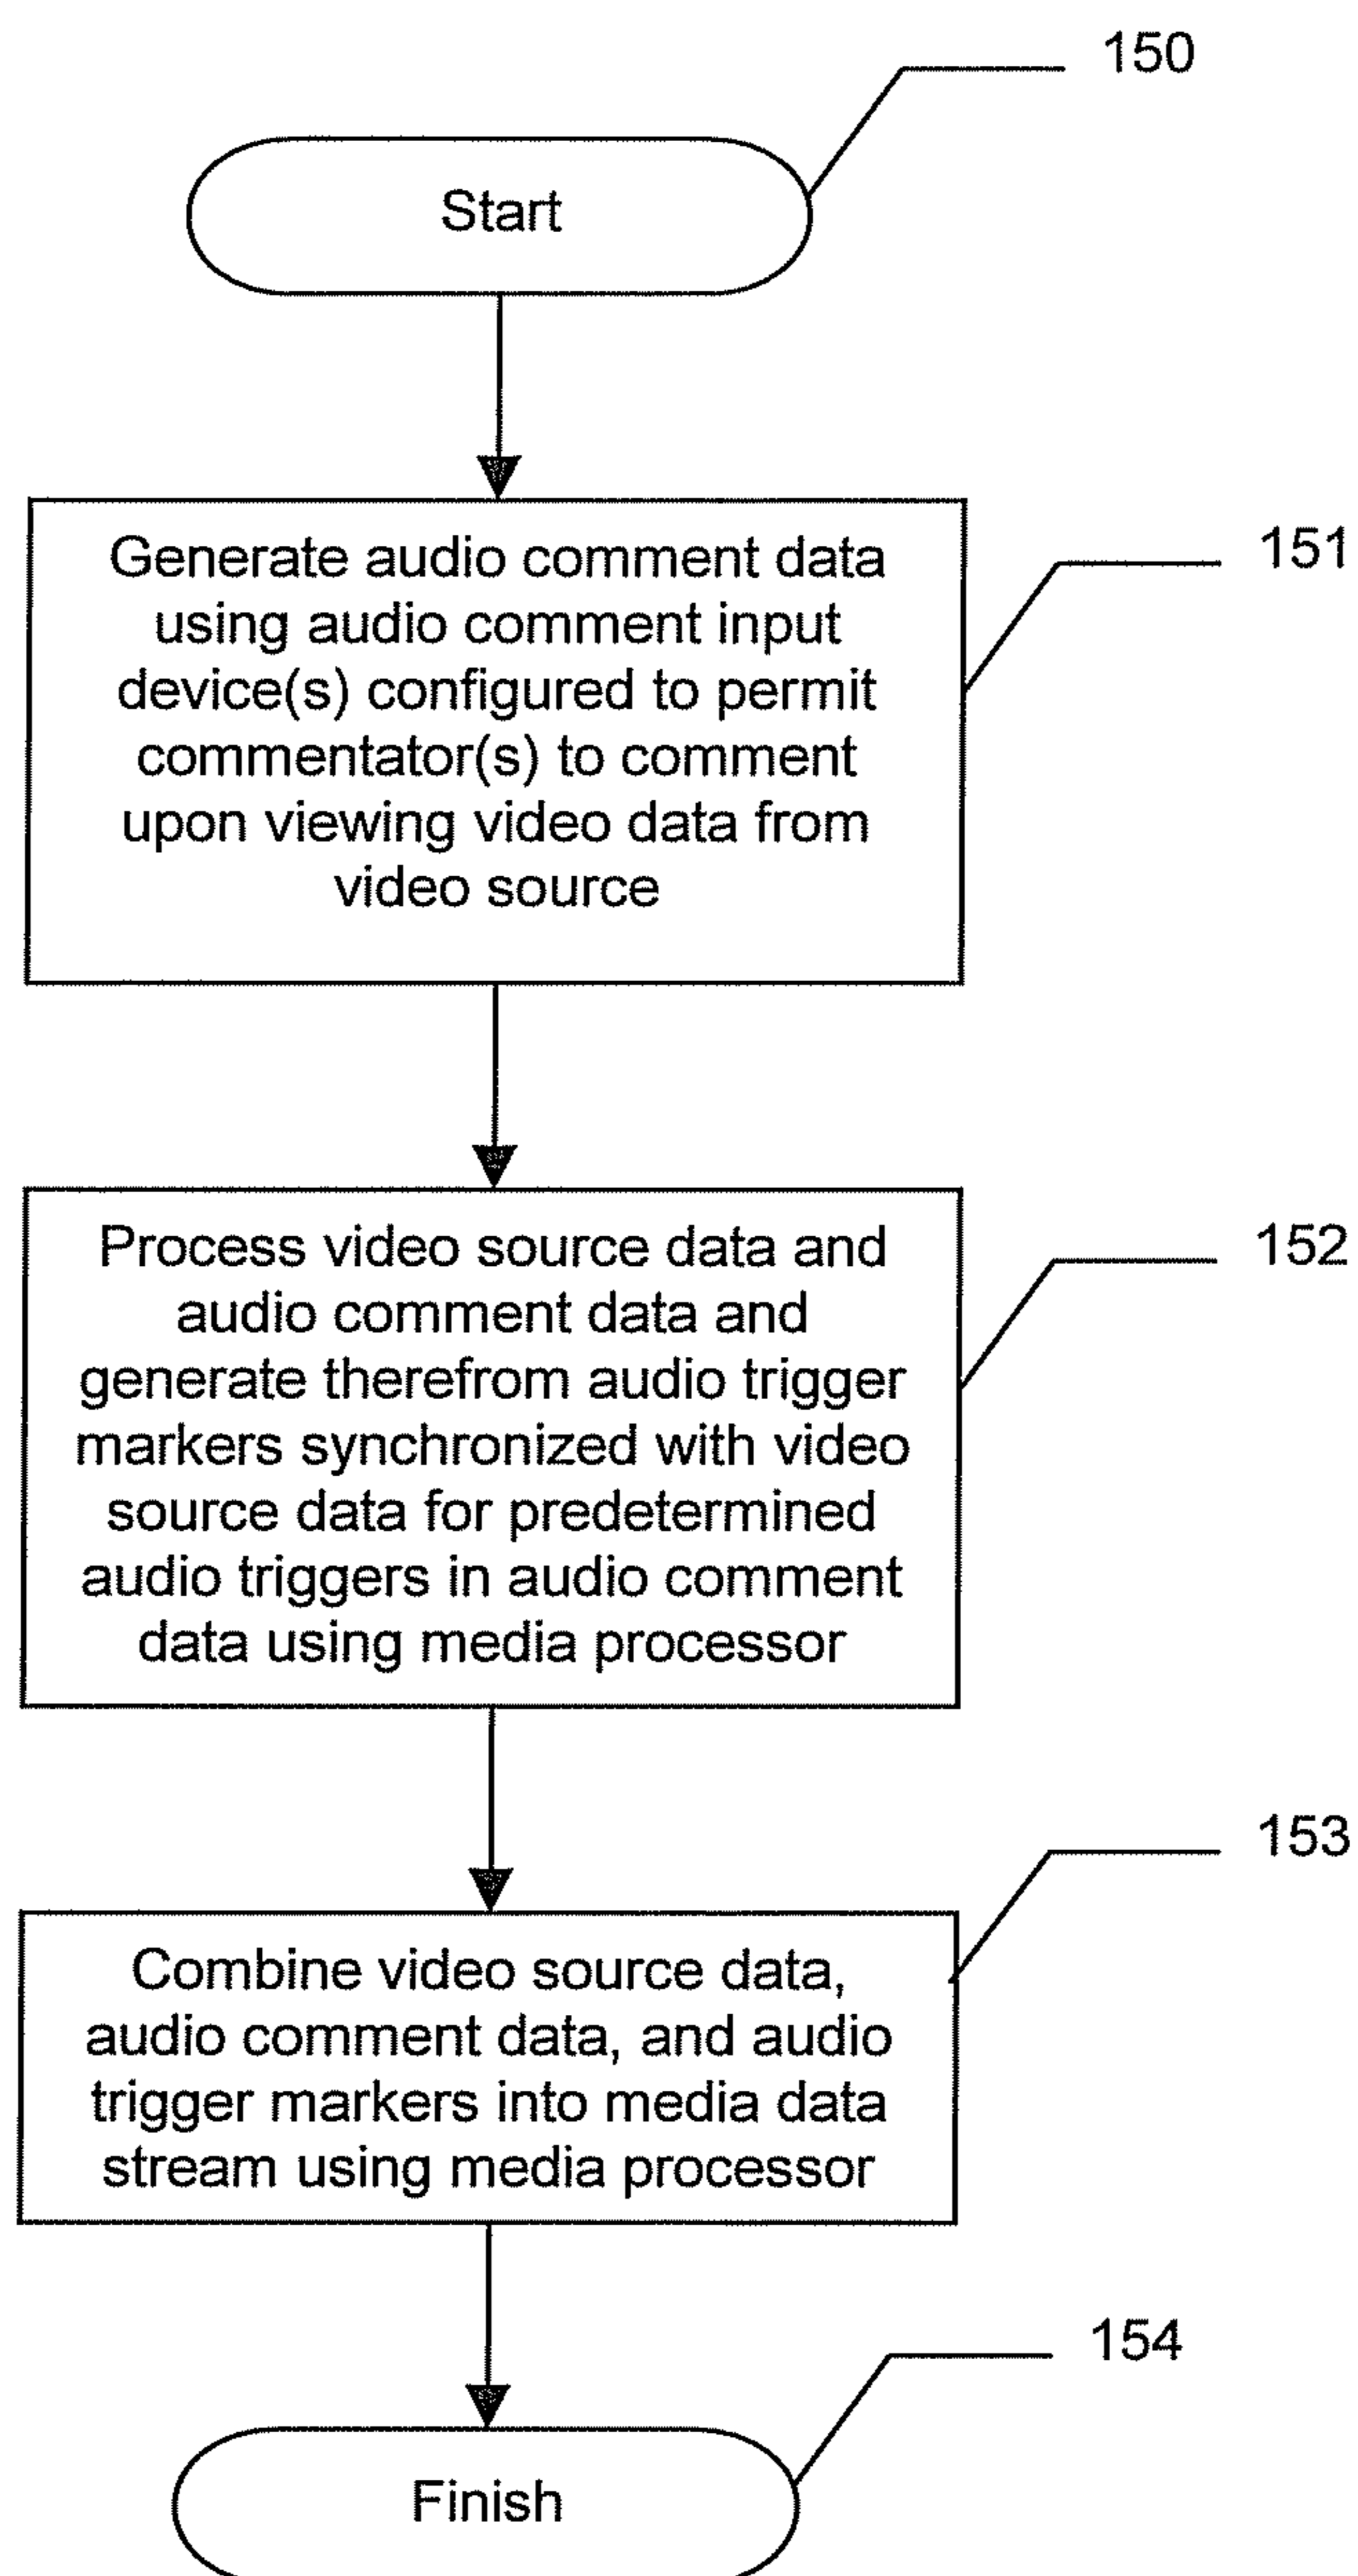 150
Start
Generate audio comment data
using audio comment input
device(s) configured to permit
commentator(s) to comment
upon viewing video data from
video source
151
Process video source data and
audio comment data and
generate therefrom audio trigger
markers synchronized with video
source data for predetermined
audio triggers in audio comment
data using media processor
152
Combine video source data,
audio comment data, and audio
trigger markers into media data
stream using media processor
153
154
Finish